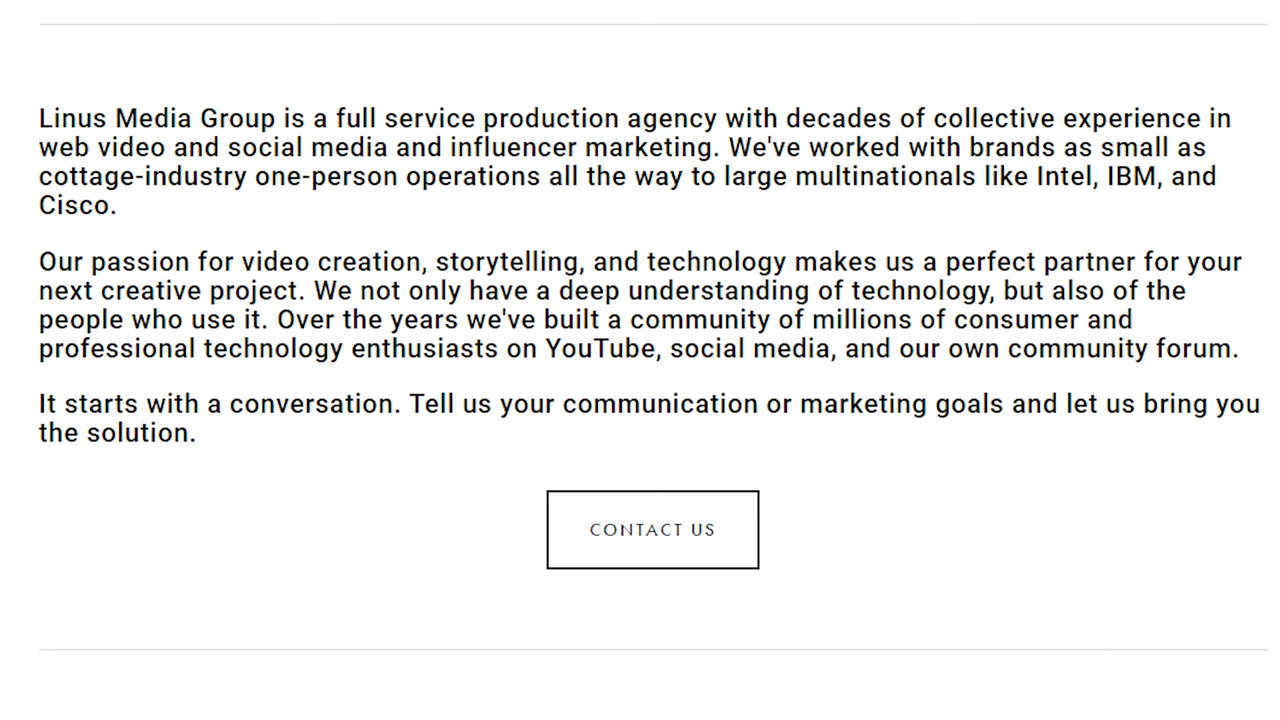 Linus Media Group is a full service production agency with decades of collective experience in
web video and social media and influencer marketing. We've worked with brands as small as
cottage-industry one-person operations all the way to large multinationals like Intel, IBM, and
Cisco.
Our passion for video creation, storytelling, and technology makes us a perfect partner for your
next creative project. We not only have a deep understanding of technology, but also of the
people who use it. Over the years we've built a community of millions of consumer and
professional technology enthusiasts on YouTube, social media, and our own community forum.
It starts with a conversation. Tell us your communication or marketing goals and let us bring you
the solution.
CONTACT US